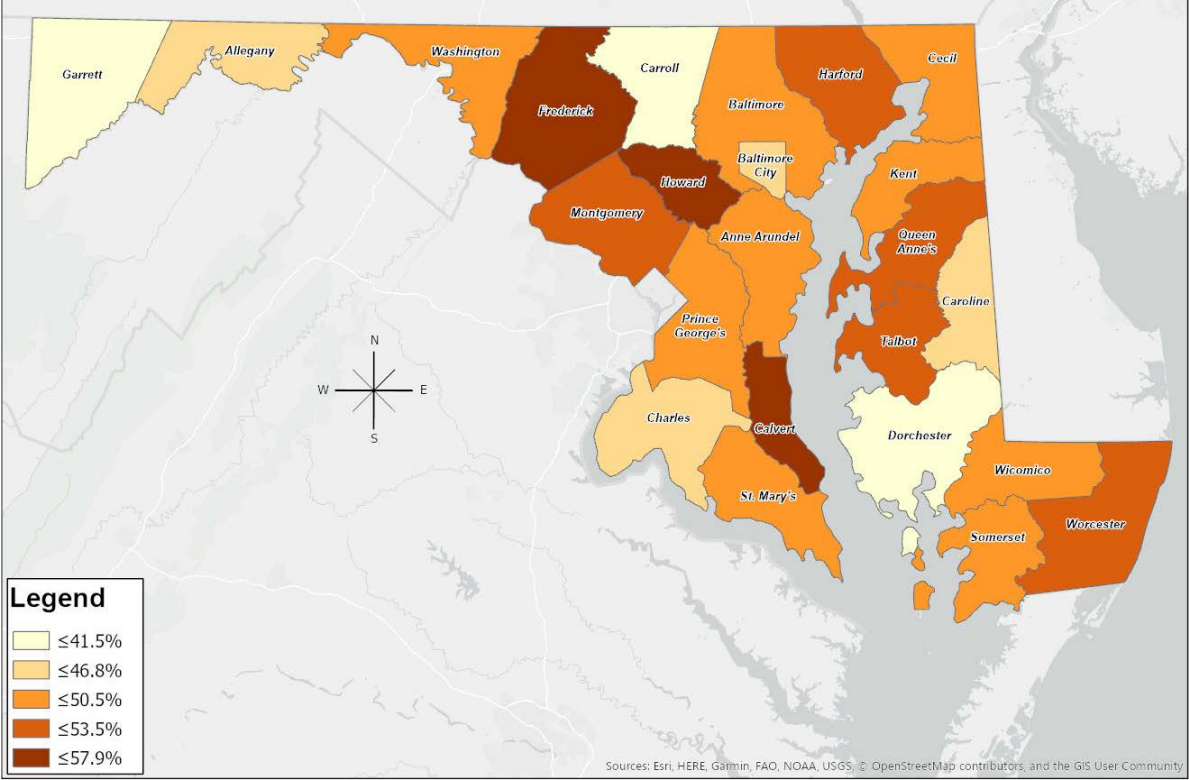 Garrett
Allegany
Washington
Frederick
Carroll
Baltimore
Harford
Cecil
Baltimore
City
Kent
Howard
Montgomery
Anne Arundel
Queen
Anne's
Caroline
Prince
George's
Talbot
Charles
Calvert
Dorchester
St. Mary's
Wicomico
Somerset
Worcester
N
W
E
S
Legend
≤41.5%
≤46.8%
≤50.5%
≤53.5%
≤57.9%
Sources: Esri, HERE, Garmin, FAO, NOAA, USGS, © OpenStreetMap contributors, and the GIS User Community